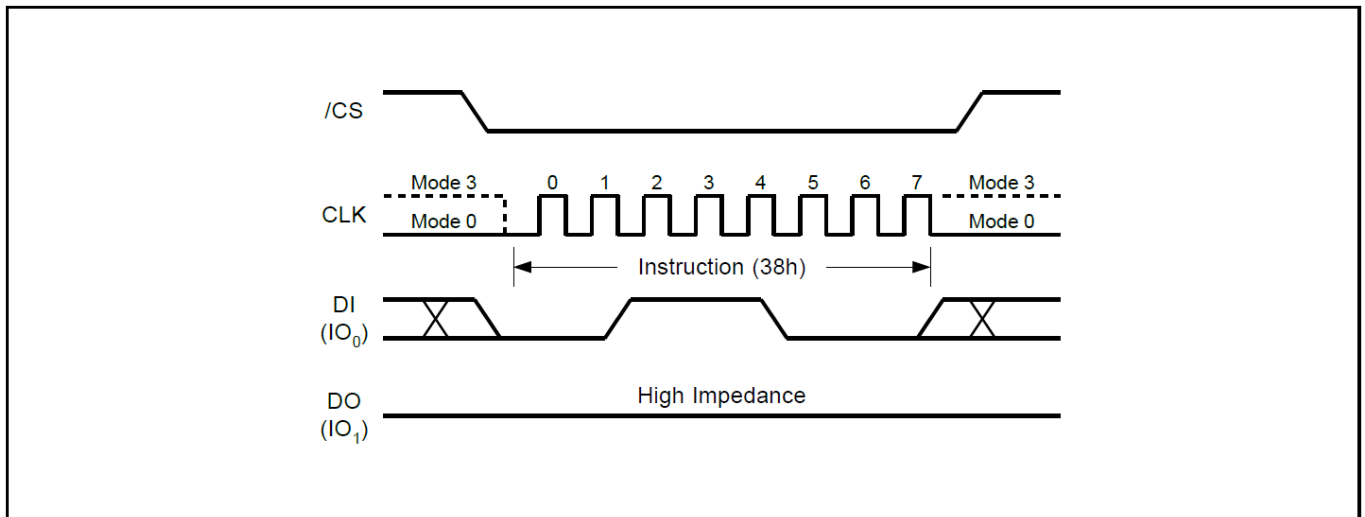 /CS
Mode 3 0 1 2 3 4 5 6 7 Mode 3
CLK
Mode 0 Mode 0
Instruction (38h)
DI
(IO0)
High Impedance
DO
(IO1)